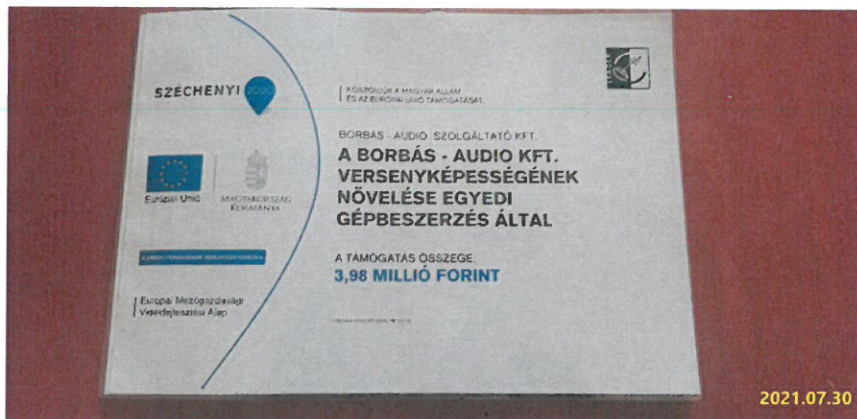 SZÉCHENYI 2020
KÖSZÖNJÜK A MAGYAR ÁLLAM
ÉS AZ EURÓPAI UNIÓ TÁMOGATÁSÁT.
BORBÁS - AUDIO SZOLGÁLTATÓ KFT.
A BORBÁS - AUDIO KFT.
VERSENYKÉPESSÉGÉNEK
NÖVELÉSE EGYEDI
GÉPBESZERZÉS ÁLTAL
Európai Unió
MAGYARORSZÁG
KORMÁNYA
A TÁMOGATÁS ÖSSZEGE:
3,98 MILLIÓ FORINT
Európai Mezőgazdasági
Vidékfejlesztési Alap
2021.07.30